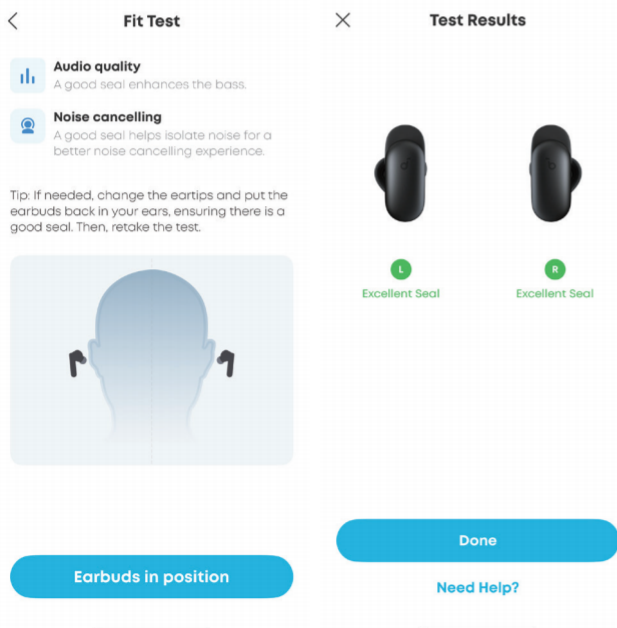 Fit Test
Audio quality
A good seal enhances the bass.
Noise cancelling
A good seal helps isolate noise for a
better noise cancelling experience.
Tip: If needed, change the eartips and put the
earbuds back in your ears, ensuring there is a
good seal. Then, retake the test.
Earbuds in position
Test Results
L
R
Excellent Seal
Excellent Seal
Done
Need Help?